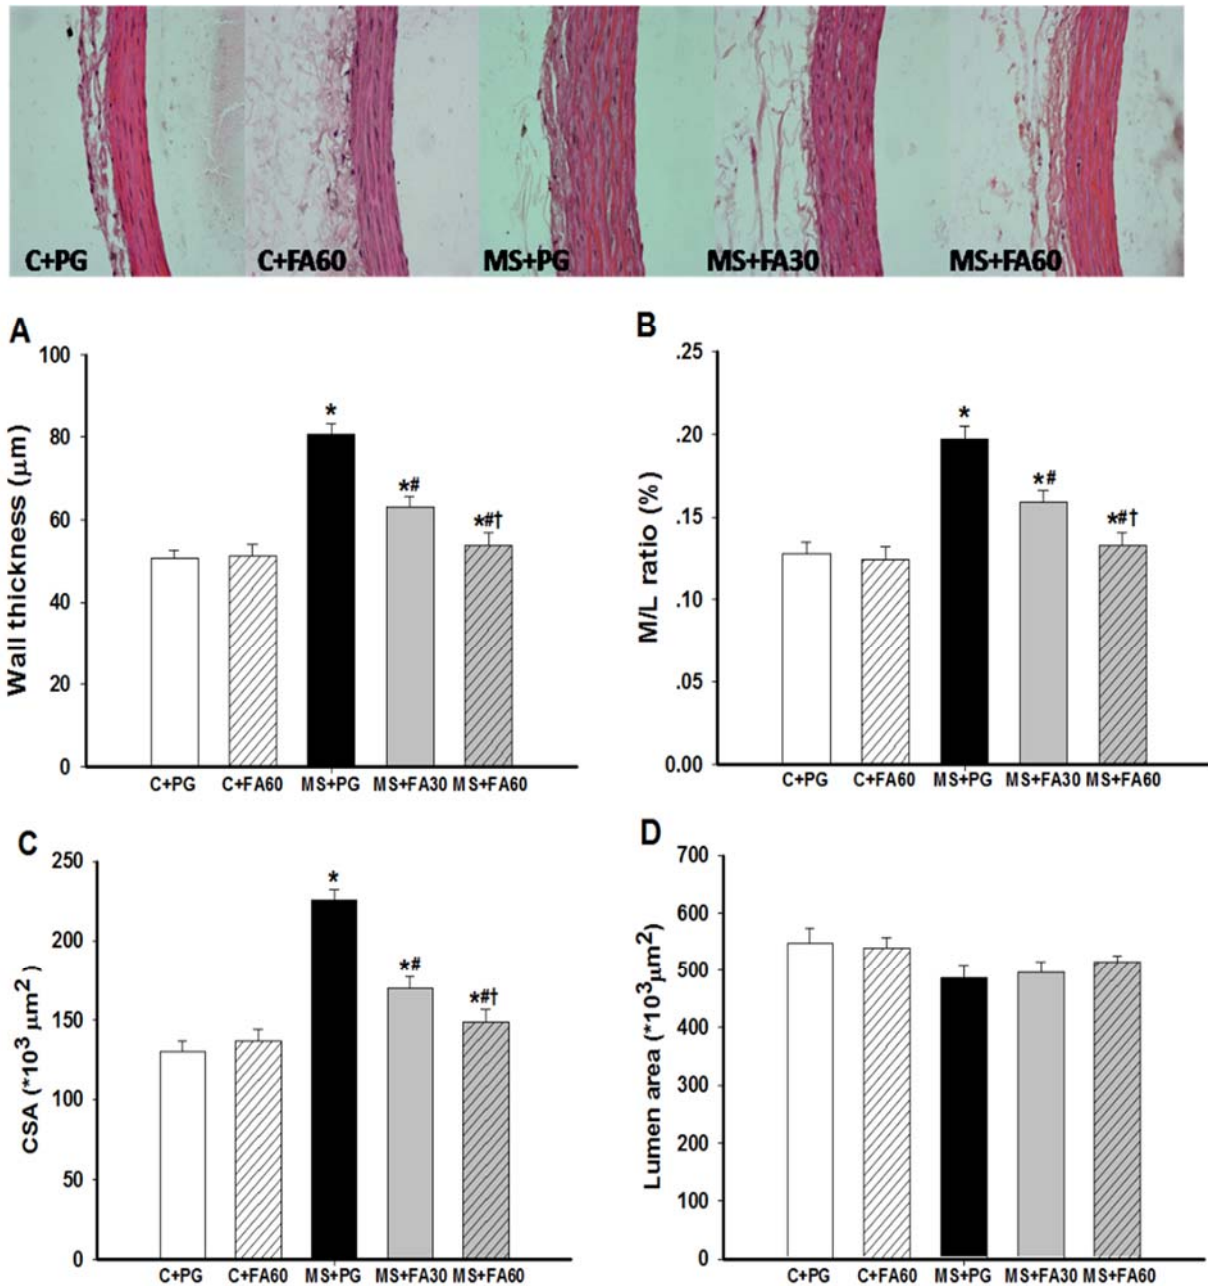 C+PG C+FA60 MS+PG MS+FA30 MS+FA60
A
Wall thickness (μm)
100
80
60
40
20
0
*
*#
*#†
C+PG C+FA60 MS+PG MS+FA30 MS+FA60
B
M/L ratio (%)
.25
.20
.15
.10
.05
0.00
*
*#
*#†
C+PG C+FA60 MS+PG MS+FA30 MS+FA60
C
CSA (*10³ μm²)
250
200
150
100
50
0
*
*#
*#†
C+PG C+FA60 MS+PG MS+FA30 MS+FA60
D
Lumen area (*10³μm²)
700
600
500
400
300
200
100
0
C+PG C+FA60 MS+PG MS+FA30 MS+FA60